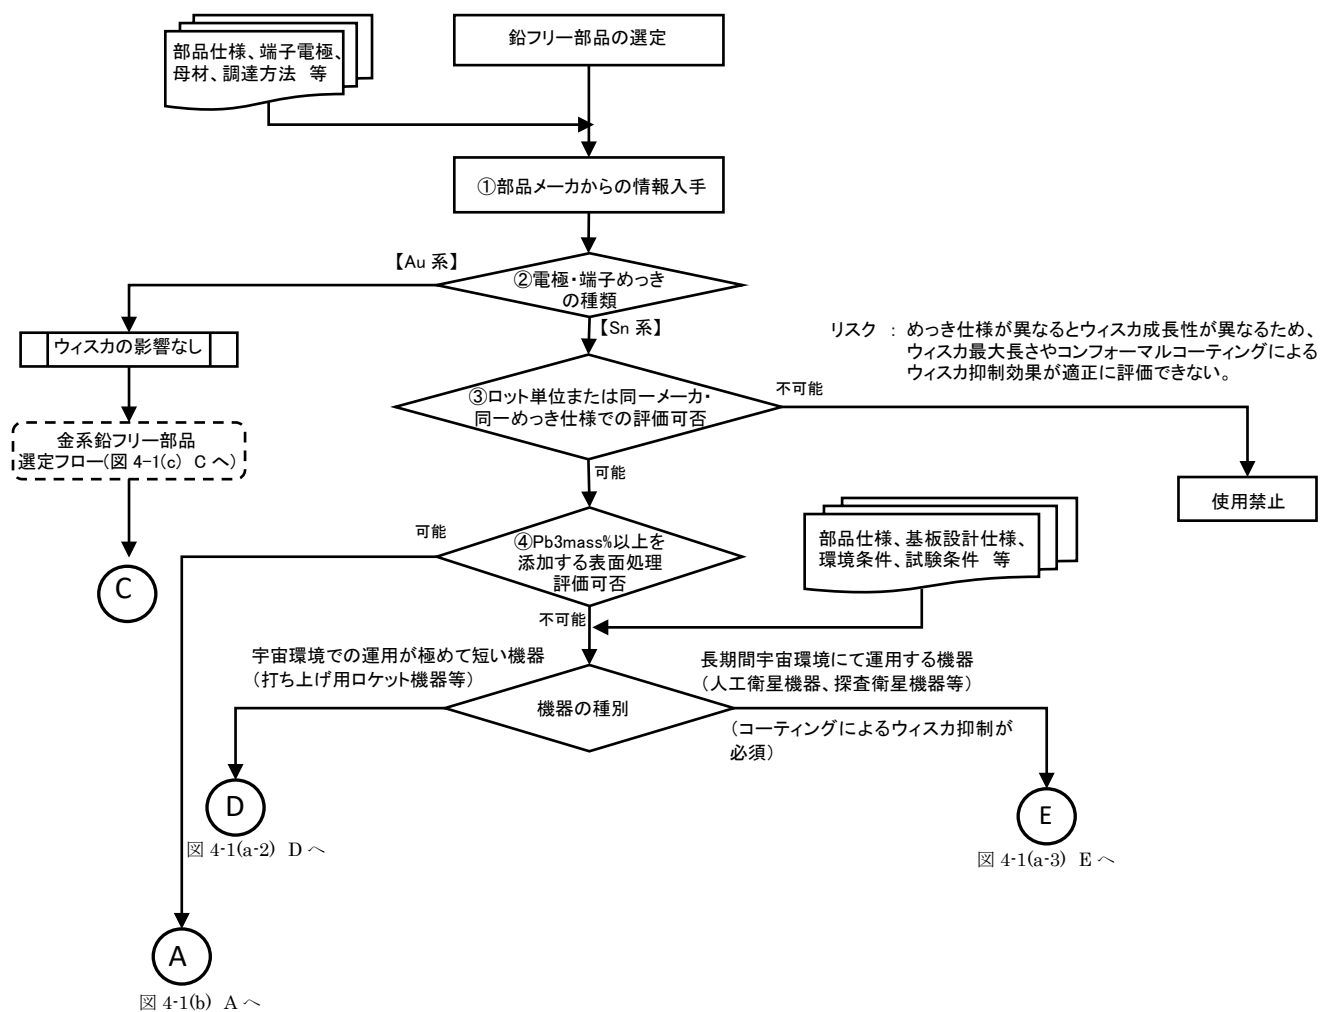 鉛フリー部品の選定
部品仕様、端子電極、
母材、調達方法 等
①部品メーカからの情報入手
【Au 系】
②電極・端子めっき
の種類
【Sn 系】
ウィスカの影響なし
リスク ： めっき仕様が異なるとウィスカ成長性が異なるため、
ウィスカ最大長さやコンフォーマルコーティングによる
ウィスカ抑制効果が適正に評価できない。
不可能
③ロット単位または同一メーカ・
同一めっき仕様での評価可否
金系鉛フリー部品
選定フロー(図 4-1(c) C へ)
可能
使用禁止
可能
④Pb3mass%以上を
添加する表面処理
評価可否
部品仕様、基板設計仕様、
環境条件、試験条件 等
C
不可能
宇宙環境での運用が極めて短い機器
（打ち上げ用ロケット機器等）
長期間宇宙環境にて運用する機器
（人工衛星機器、探査衛星機器等）
機器の種別
（コーティングによるウィスカ抑制が
必須）
D
図 4-1(a-2) D へ
E
図 4-1(a-3) E へ
A
図 4-1(b) A へ